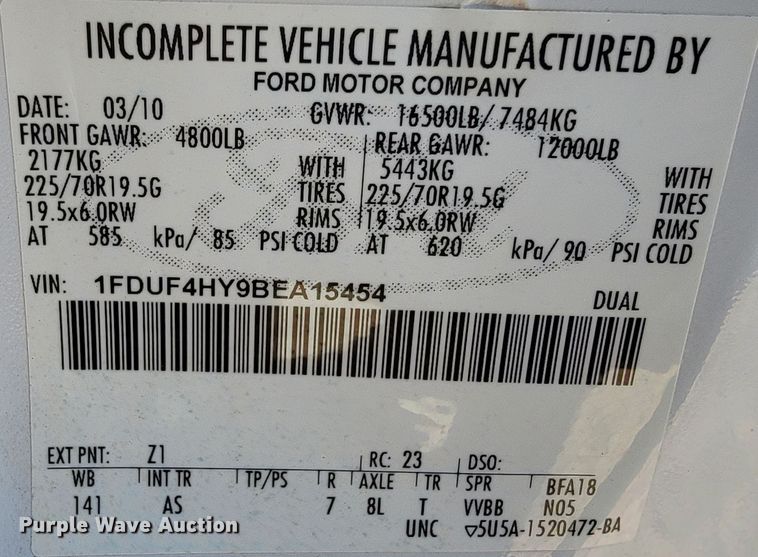 INCOMPLETE VEHICLE MANUFACTURED BY
FORD MOTOR COMPANY
DATE: 03/10 GVWR: 16500LB/ 7484KG
FRONT GAWR: 4800LB REAR GAWR: 12000LB
2177KG WITH 5443KG WITH
225/70R19.5G TIRES 225/70R19.5G TIRES
19.5x6.0RW RIMS 19.5x6.0RW RIMS
AT 585 kPa/ 85 PSI COLD AT 620 kPa/ 90 PSI COLD
VIN: 1FDUF4HY9BEA15454 DUAL
EXT PNT: Z1 RC: 23 DSO:
WB INT TR TP/PS R AXLE TR SPR BFA18
141 AS 7 8L T VVBB N05
UNC ▽5U5A-1520472-BA
Purple Wave Auction